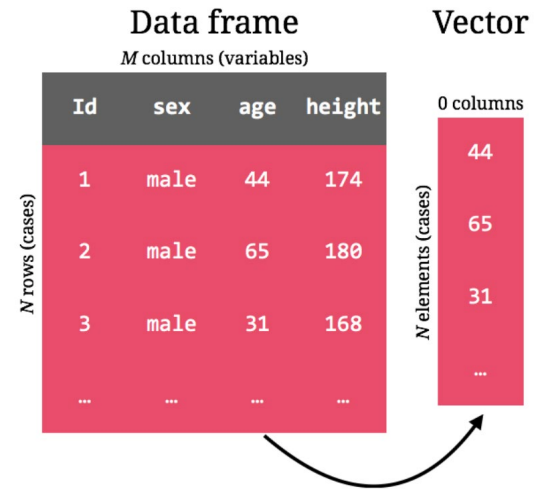 Data frame
M columns (variables)
Id sex age height
N rows (cases)
1 male 44 174
2 male 65 180
3 male 31 168
... ... ... ...
Vector
0 columns
N elements (cases)
44
65
31
...